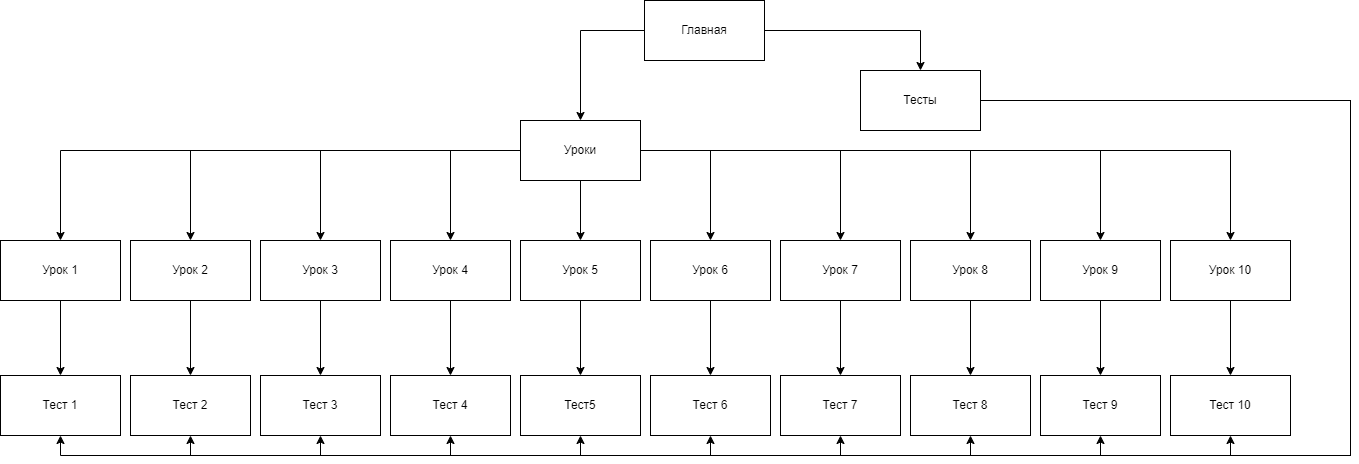 Главная
Тесты
Уроки
Урок 1
Урок 2
Урок 3
Урок 4
Урок 5
Урок 6
Урок 7
Урок 8
Урок 9
Урок 10
Тест 1
Тест 2
Тест 3
Тест 4
Тест5
Тест 6
Тест 7
Тест 8
Тест 9
Тест 10